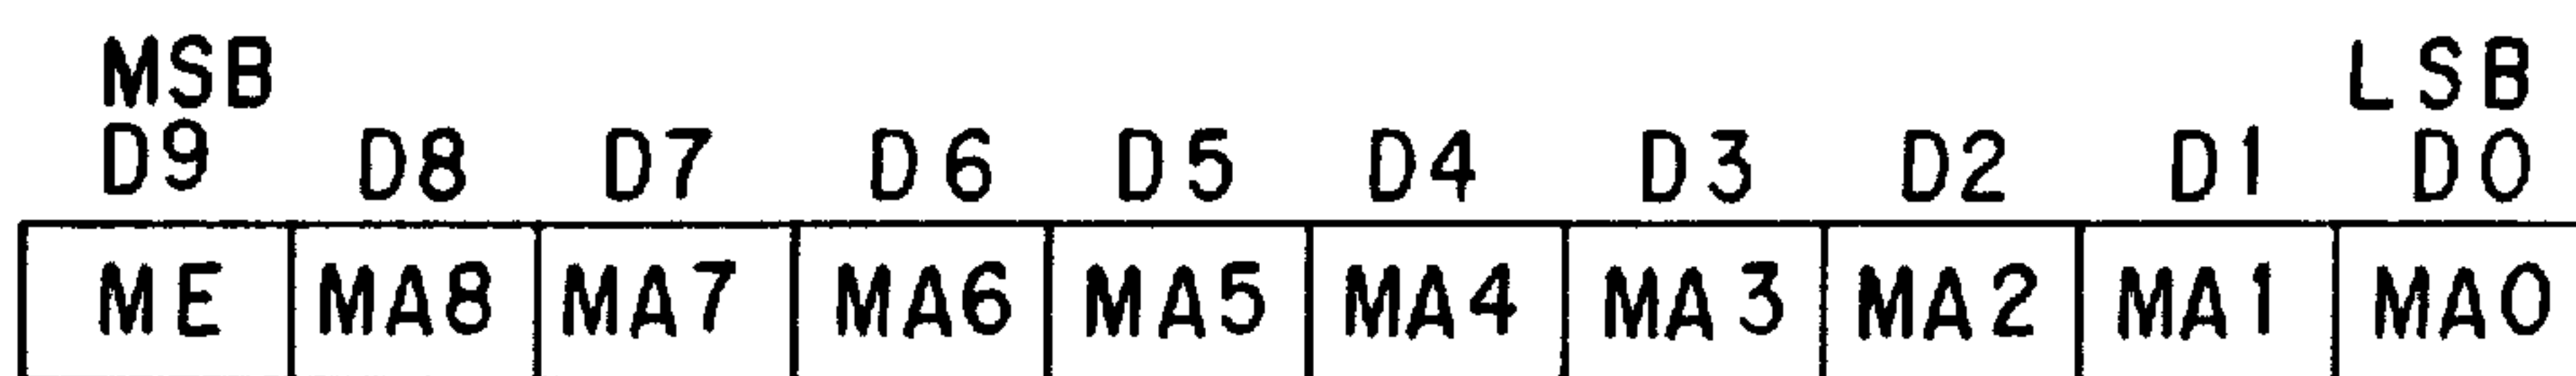 MSB LSB
D9 D8 D7 D6 D5 D4 D3 D2 D1 D0
ME MA8 MA7 MA6 MA5 MA4 MA3 MA2 MA1 MA0